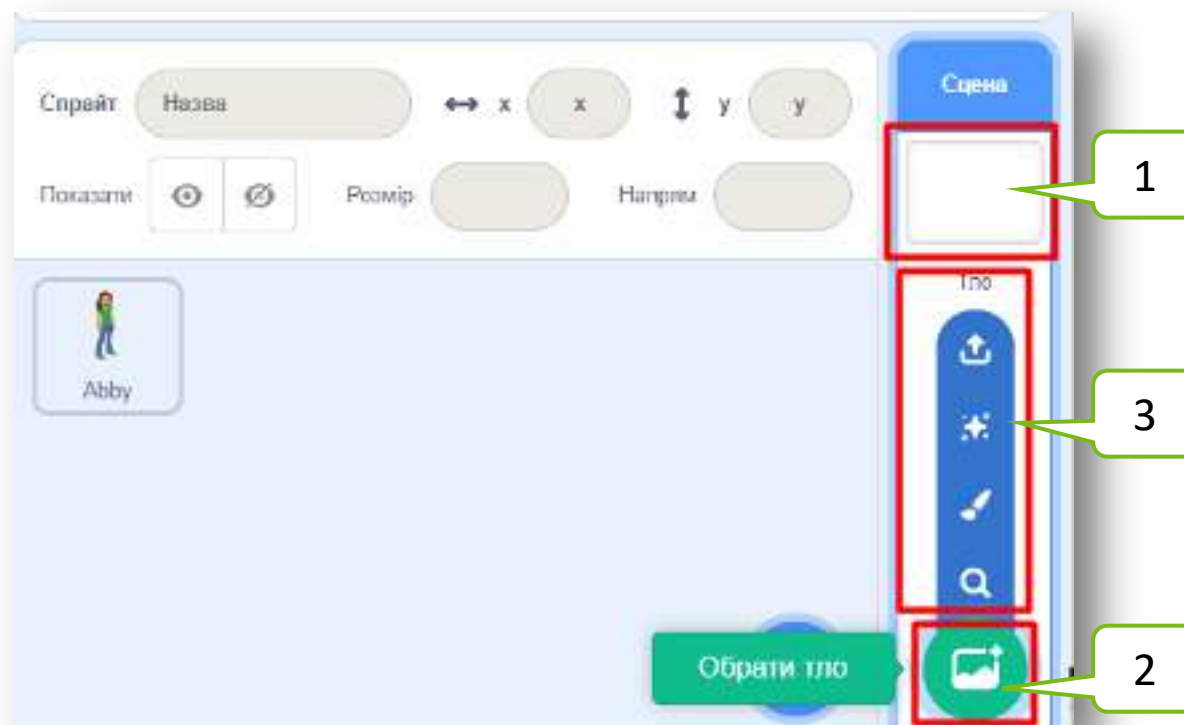 Спрайт Назва x x y y
Сцена
1
Показати Розмір Напрям
Тло
Abby
3
Обрати тло
2